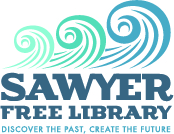 SAWYER
FREE LIBRARY
DISCOVER THE PAST, CREATE THE FUTURE